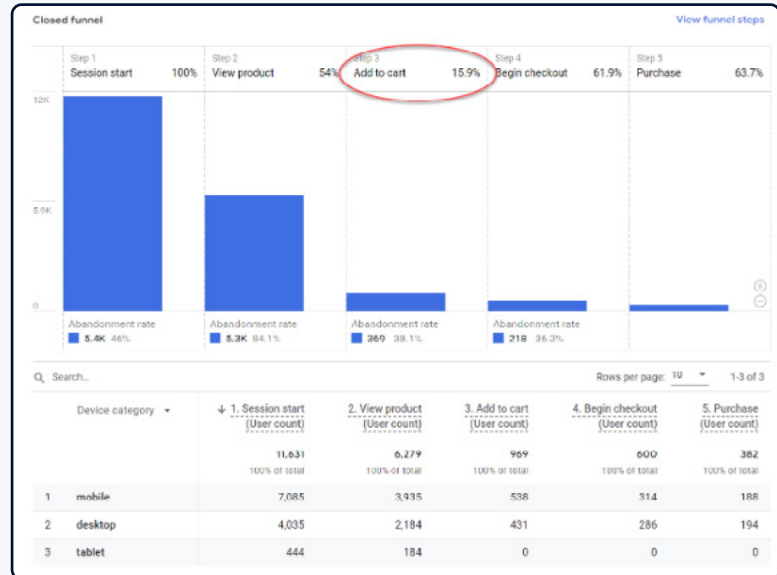 Closed funnel View funnel steps
Step 1 Step 2 Step 3 Step 4 Step 5
Session start 100% View product 54% Add to cart 15.9% Begin checkout 61.9% Purchase 63.7%
12K
5.9K
0
Abandonment rate Abandonment rate Abandonment rate Abandonment rate
5.4K 46% 5.3K 84.1% 369 38.1% 218 36.3%
Search... Rows per page: 10 1-3 of 3
Device category ↓ 1. Session start 2. View product 3. Add to cart 4. Begin checkout 5. Purchase
(User count) (User count) (User count) (User count) (User count)
11,631 6,279 969 600 382
100% of total 100% of total 100% of total 100% of total 100% of total
1 mobile 7,085 3,935 538 314 188
2 desktop 4,035 2,184 431 286 194
3 tablet 444 184 0 0 0